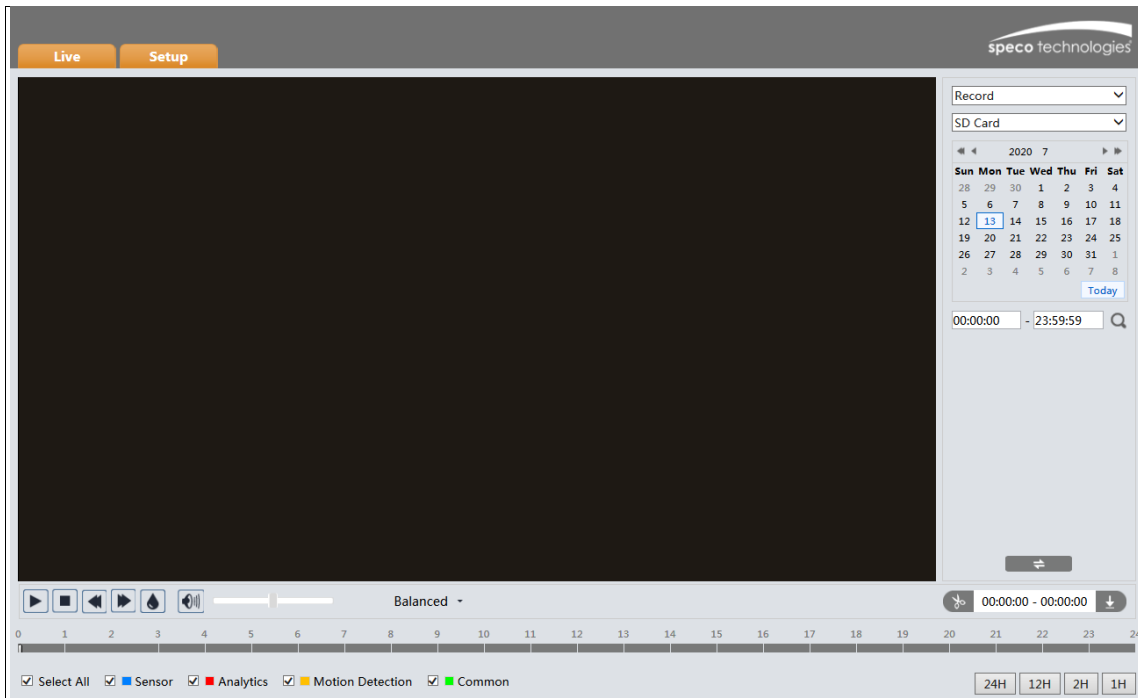 Live Setup
speco technologies
Record
SD Card
2020 7
Sun Mon Tue Wed Thu Fri Sat
28 29 30 1 2 3 4
5 6 7 8 9 10 11
12 13 14 15 16 17 18
19 20 21 22 23 24 25
26 27 28 29 30 31 1
2 3 4 5 6 7 8
Today
00:00:00 - 23:59:59
Balanced
00:00:00 - 00:00:00
0 1 2 3 4 5 6 7 8 9 10 11 12 13 14 15 16 17 18 19 20 21 22 23 24
Select All Sensor Analytics Motion Detection Common
24H 12H 2H 1H